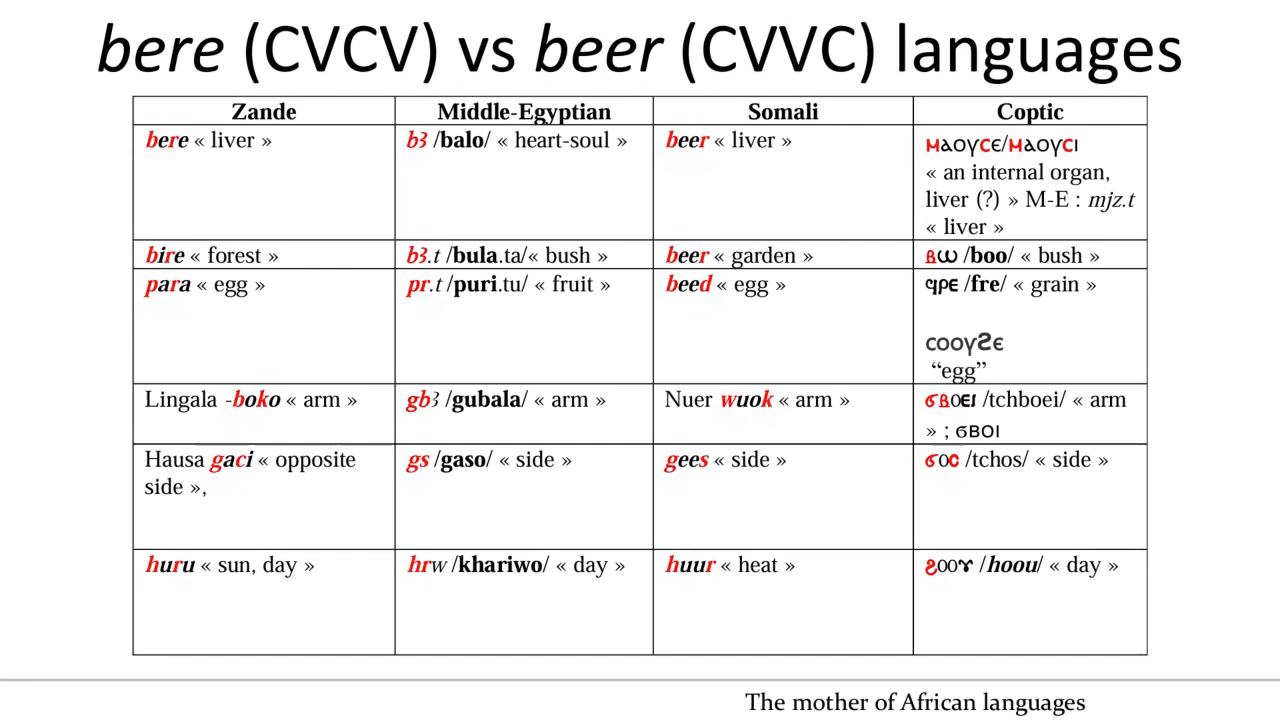 bere (CVCV) vs beer (CVVC) languages
Zande Middle-Egyptian Somali Coptic
bere « liver » bꜣ /balo/ « heart-soul » beer « liver » ⲙⲁⲟⲩⲥⲉ/ⲙⲁⲟⲩⲥⲓ
« an internal organ,
liver (?) » M-E : mjz.t
« liver »
bire « forest » bꜣ.t /bula.ta/« bush » beer « garden » ⲃⲱ /boo/ « bush »
para « egg » pr.t /puri.tu/ « fruit » beed « egg » ϥⲣⲉ /fre/ « grain »
ⲥⲟⲟⲩϩⲉ
“egg”
Lingala -boko « arm » gbꜣ /gubala/ « arm » Nuer wuok « arm » ϭⲃⲟⲉⲓ /tchboei/ « arm
» ; ϭⲃⲟⲓ
Hausa gaci « opposite gs /gaso/ « side » gees « side » ϭⲟⲥ /tchos/ « side »
side »,
huru « sun, day » hrw /khariwo/ « day » huur « heat » ϩⲟⲟⲩ /hoou/ « day »
The mother of African languages